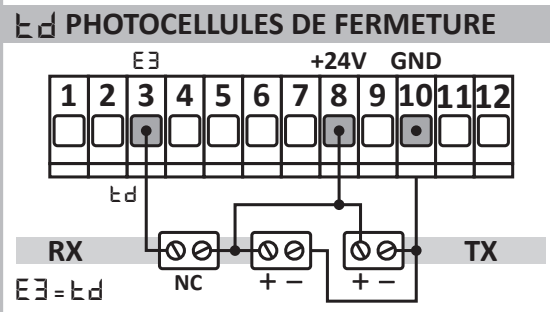 td PHOTOCELLULES DE FERMETURE
E3 +24V GND
1 2 3 4 5 6 7 8 9 10 11 12
td
RX TX
NC + − + −
E3=td